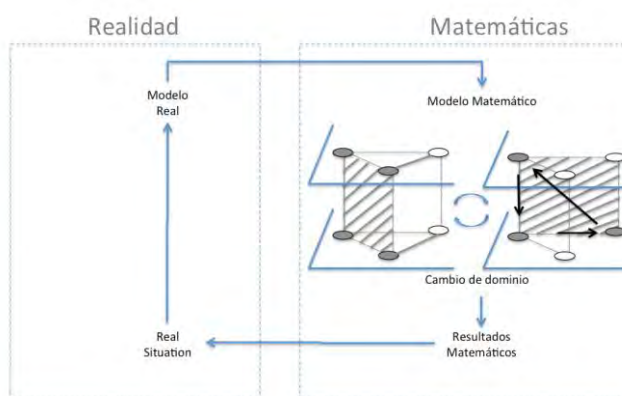 Realidad
Matemáticas
Modelo
Real
Modelo Matemático
Cambio de dominio
Real
Situation
Resultados
Matemáticos